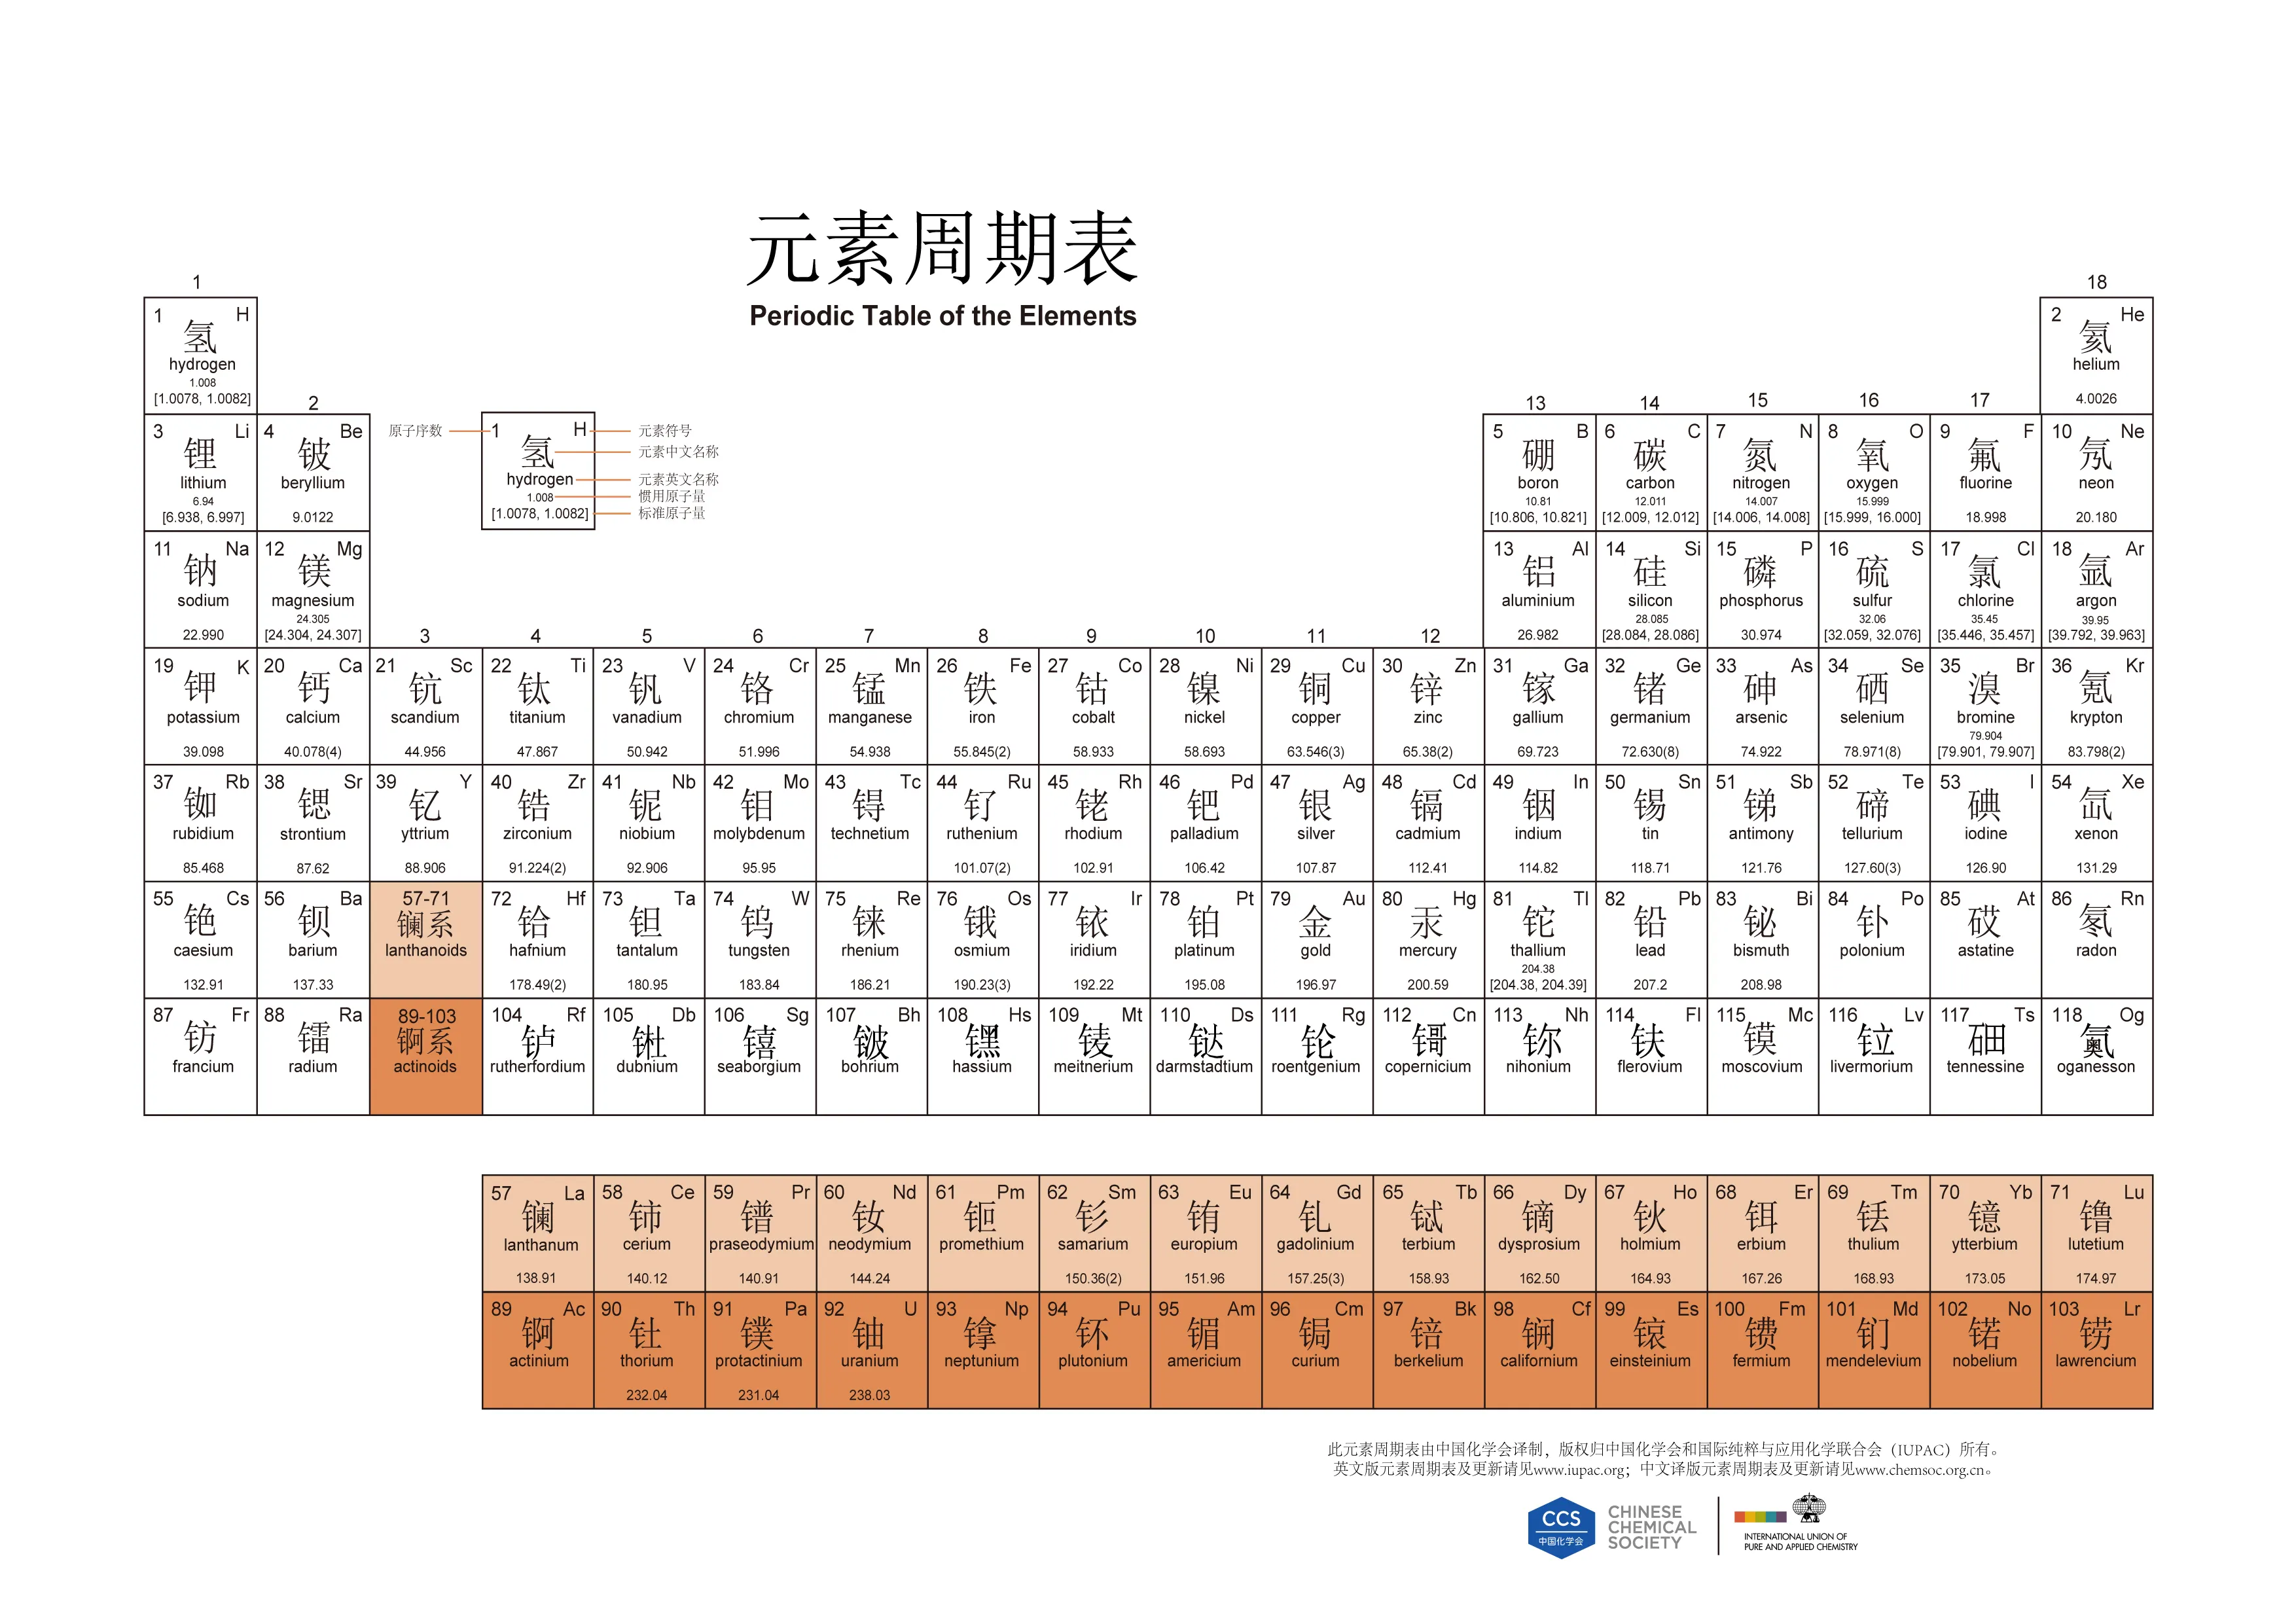 元素周期表
Periodic Table of the Elements
1
18
1 H
氢
hydrogen
1.008
[1.0078, 1.0082]
2 He
氦
helium
4.0026
2
13 14 15 16 17
原子序数
1 H
氢
hydrogen
1.008
[1.0078, 1.0082]
元素符号
元素中文名称
元素英文名称
惯用原子量
标准原子量
3 Li 4 Be 5 B 6 C 7 N 8 O 9 F 10 Ne
锂 铍 硼 碳 氮 氧 氟 氖
lithium beryllium boron carbon nitrogen oxygen fluorine neon
6.94 10.81 12.011 14.007 15.999
[6.938, 6.997] 9.0122 [10.806, 10.821] [12.009, 12.012] [14.006, 14.008] [15.999, 16.000] 18.998 20.180
11 Na 12 Mg 13 Al 14 Si 15 P 16 S 17 Cl 18 Ar
钠 镁 铝 硅 磷 硫 氯 氩
sodium magnesium aluminium silicon phosphorus sulfur chlorine argon
24.305 28.085 32.06 35.45 39.95
22.990 [24.304, 24.307] 26.982 [28.084, 28.086] 30.974 [32.059, 32.076] [35.446, 35.457] [39.792, 39.963]
3 4 5 6 7 8 9 10 11 12
19 K 20 Ca 21 Sc 22 Ti 23 V 24 Cr 25 Mn 26 Fe 27 Co 28 Ni 29 Cu 30 Zn 31 Ga 32 Ge 33 As 34 Se 35 Br 36 Kr
钾 钙 钪 钛 钒 铬 锰 铁 钴 镍 铜 锌 镓 锗 砷 硒 溴 氪
potassium calcium scandium titanium vanadium chromium manganese iron cobalt nickel copper zinc gallium germanium arsenic selenium bromine krypton
79.904
39.098 40.078(4) 44.956 47.867 50.942 51.996 54.938 55.845(2) 58.933 58.693 63.546(3) 65.38(2) 69.723 72.630(8) 74.922 78.971(8) [79.901, 79.907] 83.798(2)
37 Rb 38 Sr 39 Y 40 Zr 41 Nb 42 Mo 43 Tc 44 Ru 45 Rh 46 Pd 47 Ag 48 Cd 49 In 50 Sn 51 Sb 52 Te 53 I 54 Xe
铷 锶 钇 锆 铌 钼 锝 钌 铑 钯 银 镉 铟 锡 锑 碲 碘 氙
rubidium strontium yttrium zirconium niobium molybdenum technetium ruthenium rhodium palladium silver cadmium indium tin antimony tellurium iodine xenon
85.468 87.62 88.906 91.224(2) 92.906 95.95 101.07(2) 102.91 106.42 107.87 112.41 114.82 118.71 121.76 127.60(3) 126.90 131.29
55 Cs 56 Ba 57-71 72 Hf 73 Ta 74 W 75 Re 76 Os 77 Ir 78 Pt 79 Au 80 Hg 81 Tl 82 Pb 83 Bi 84 Po 85 At 86 Rn
铯 钡 镧系 铪 钽 钨 铼 锇 铱 铂 金 汞 铊 铅 铋 钋 砹 氡
caesium barium lanthanoids hafnium tantalum tungsten rhenium osmium iridium platinum gold mercury thallium lead bismuth polonium astatine radon
204.38
132.91 137.33 178.49(2) 180.95 183.84 186.21 190.23(3) 192.22 195.08 196.97 200.59 [204.38, 204.39] 207.2 208.98
87 Fr 88 Ra 89-103 104 Rf 105 Db 106 Sg 107 Bh 108 Hs 109 Mt 110 Ds 111 Rg 112 Cn 113 Nh 114 Fl 115 Mc 116 Lv 117 Ts 118 Og
钫 镭 锕系 𬬻 𬭊 𬭳 𬭛 𬭶 鿏 𫟼 𬬭 鿔 鿭 𫓧 镆 𫟷 鿬 鿫
francium radium actinoids rutherfordium dubnium seaborgium bohrium hassium meitnerium darmstadtium roentgenium copernicium nihonium flerovium moscovium livermorium tennessine oganesson
57 La 58 Ce 59 Pr 60 Nd 61 Pm 62 Sm 63 Eu 64 Gd 65 Tb 66 Dy 67 Ho 68 Er 69 Tm 70 Yb 71 Lu
镧 铈 镨 钕 钷 钐 铕 钆 铽 镝 钬 铒 铥 镱 镥
lanthanum cerium praseodymium neodymium promethium samarium europium gadolinium terbium dysprosium holmium erbium thulium ytterbium lutetium
138.91 140.12 140.91 144.24 150.36(2) 151.96 157.25(3) 158.93 162.50 164.93 167.26 168.93 173.05 174.97
89 Ac 90 Th 91 Pa 92 U 93 Np 94 Pu 95 Am 96 Cm 97 Bk 98 Cf 99 Es 100 Fm 101 Md 102 No 103 Lr
锕 钍 镤 铀 镎 钚 镅 锔 锫 锎 锿 镄 钔 锘 铹
actinium thorium protactinium uranium neptunium plutonium americium curium berkelium californium einsteinium fermium mendelevium nobelium lawrencium
232.04 231.04 238.03
此元素周期表由中国化学会译制，版权归中国化学会和国际纯粹与应用化学联合会（IUPAC）所有。
英文版元素周期表及更新请见www.iupac.org；中文译版元素周期表及更新请见www.chemsoc.org.cn。
CCS
中国化学会
CHINESE
CHEMICAL
SOCIETY
INTERNATIONAL UNION OF
PURE AND APPLIED CHEMISTRY